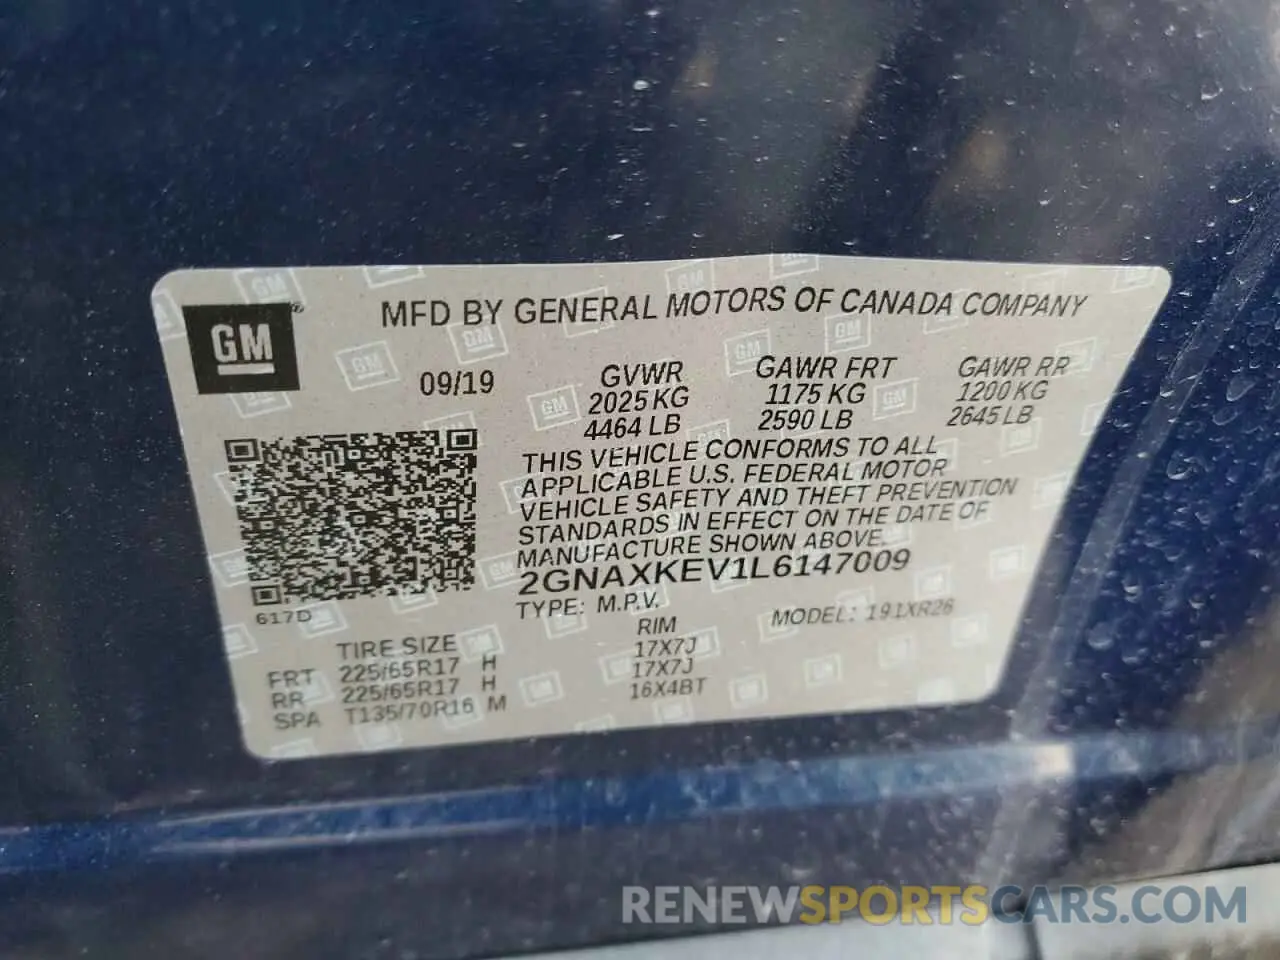 GM
MFD BY GENERAL MOTORS OF CANADA COMPANY
09/19
GVWR GAWR FRT GAWR RR
2025 KG 1175 KG 1200 KG
4464 LB 2590 LB 2645 LB
THIS VEHICLE CONFORMS TO ALL
APPLICABLE U.S. FEDERAL MOTOR
VEHICLE SAFETY AND THEFT PREVENTION
STANDARDS IN EFFECT ON THE DATE OF
MANUFACTURE SHOWN ABOVE.
2GNAXKEV1L6147009
617D
TYPE: M.P.V. MODEL: 191XR26
TIRE SIZE RIM
FRT 225/65R17 H 17X7J
RR 225/65R17 H 17X7J
SPA T135/70R16 M 16X4BT
RENEWSPORTSCARS.COM